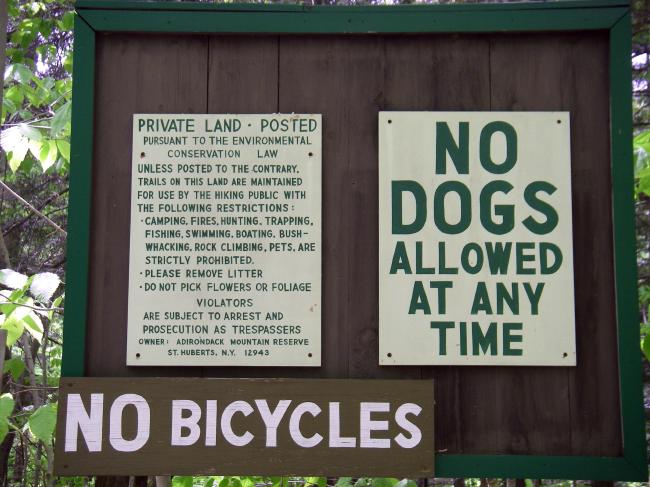 PRIVATE LAND · POSTED
PURSUANT TO THE ENVIRONMENTAL
CONSERVATION LAW
UNLESS POSTED TO THE CONTRARY,
TRAILS ON THIS LAND ARE MAINTAINED
FOR USE BY THE HIKING PUBLIC WITH
THE FOLLOWING RESTRICTIONS:
· CAMPING, FIRES, HUNTING, TRAPPING,
FISHING, SWIMMING, BOATING, BUSH-
WHACKING, ROCK CLIMBING, PETS, ARE
STRICTLY PROHIBITED.
· PLEASE REMOVE LITTER
· DO NOT PICK FLOWERS OR FOLIAGE
VIOLATORS
ARE SUBJECT TO ARREST AND
PROSECUTION AS TRESPASSERS
OWNER: ADIRONDACK MOUNTAIN RESERVE
ST. HUBERTS, N.Y. 12943
NO
DOGS
ALLOWED
AT ANY
TIME
NO BICYCLES